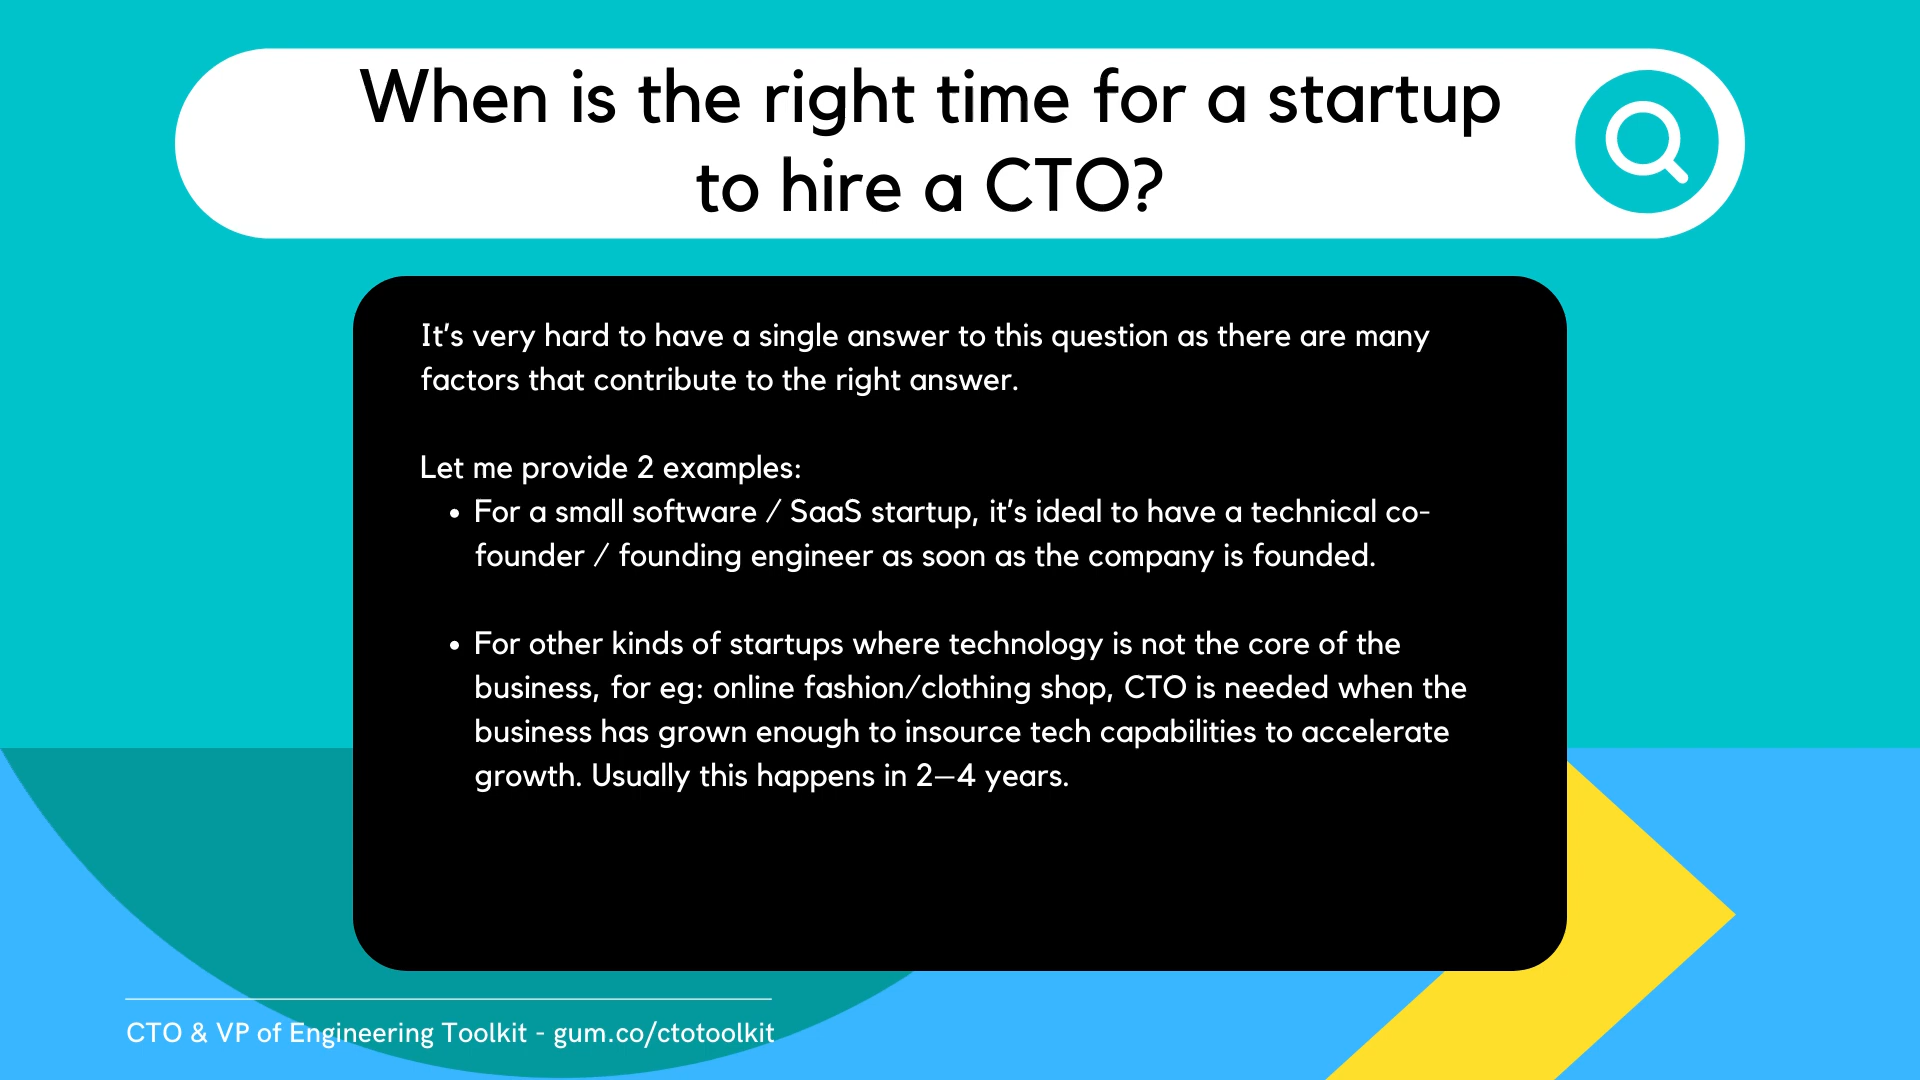 When is the right time for a startup
to hire a CTO?
It's very hard to have a single answer to this question as there are many
factors that contribute to the right answer.
Let me provide 2 examples:
• For a small software / SaaS startup, it's ideal to have a technical co-
founder / founding engineer as soon as the company is founded.
• For other kinds of startups where technology is not the core of the
business, for eg: online fashion/clothing shop, CTO is needed when the
business has grown enough to insource tech capabilities to accelerate
growth. Usually this happens in 2–4 years.
CTO & VP of Engineering Toolkit - gum.co/ctotoolkit